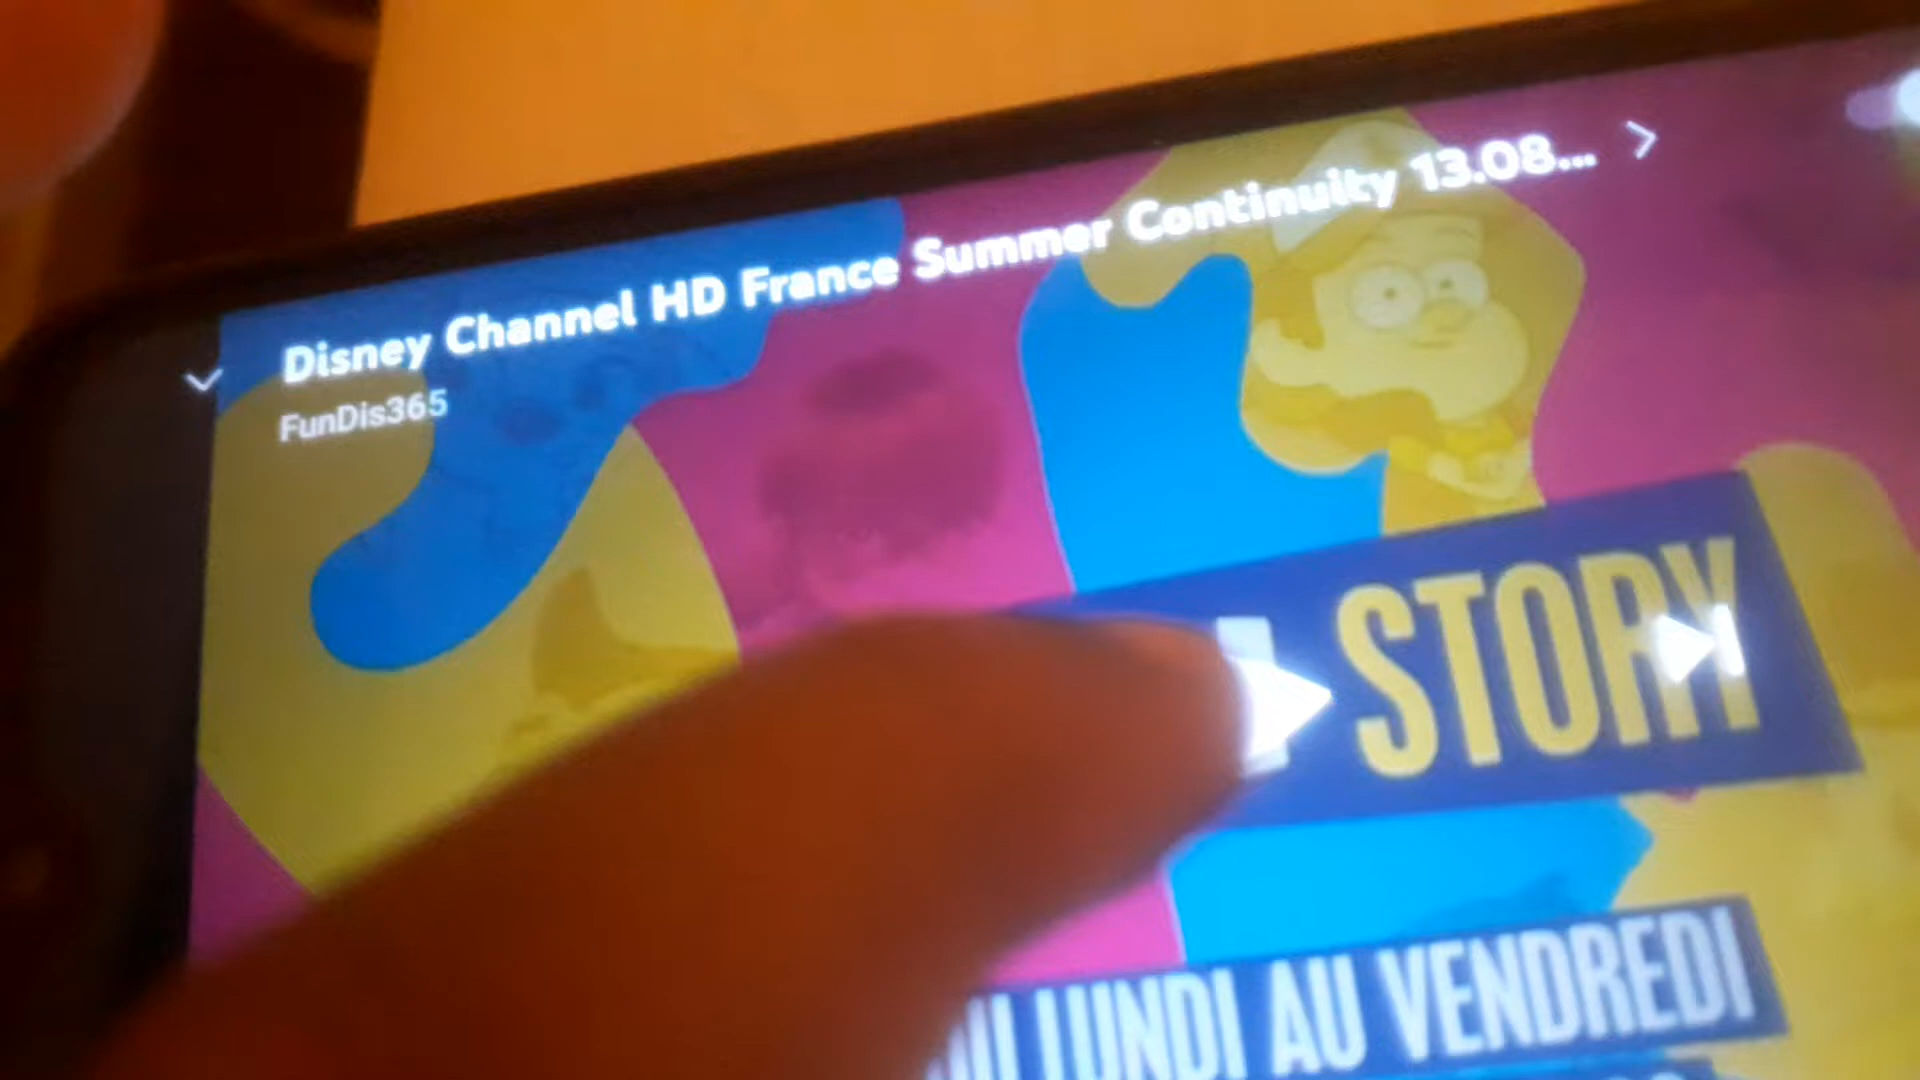 Disney Channel HD France Summer Continuity 13.08...
FunDis365
STORY
LUNDI AU VENDREDI